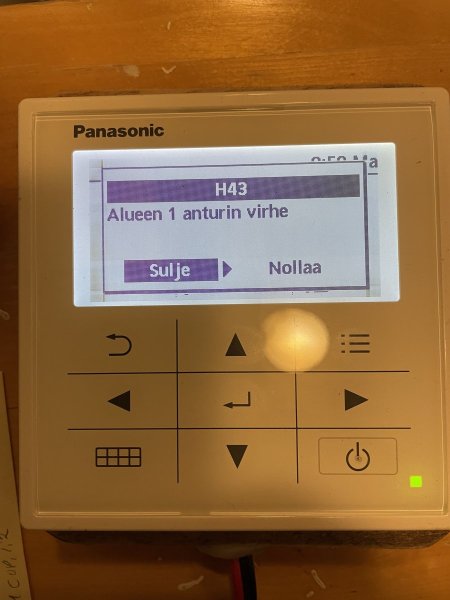 Panasonic
H43
Alueen 1 anturin virhe
Sulje
Nollaa